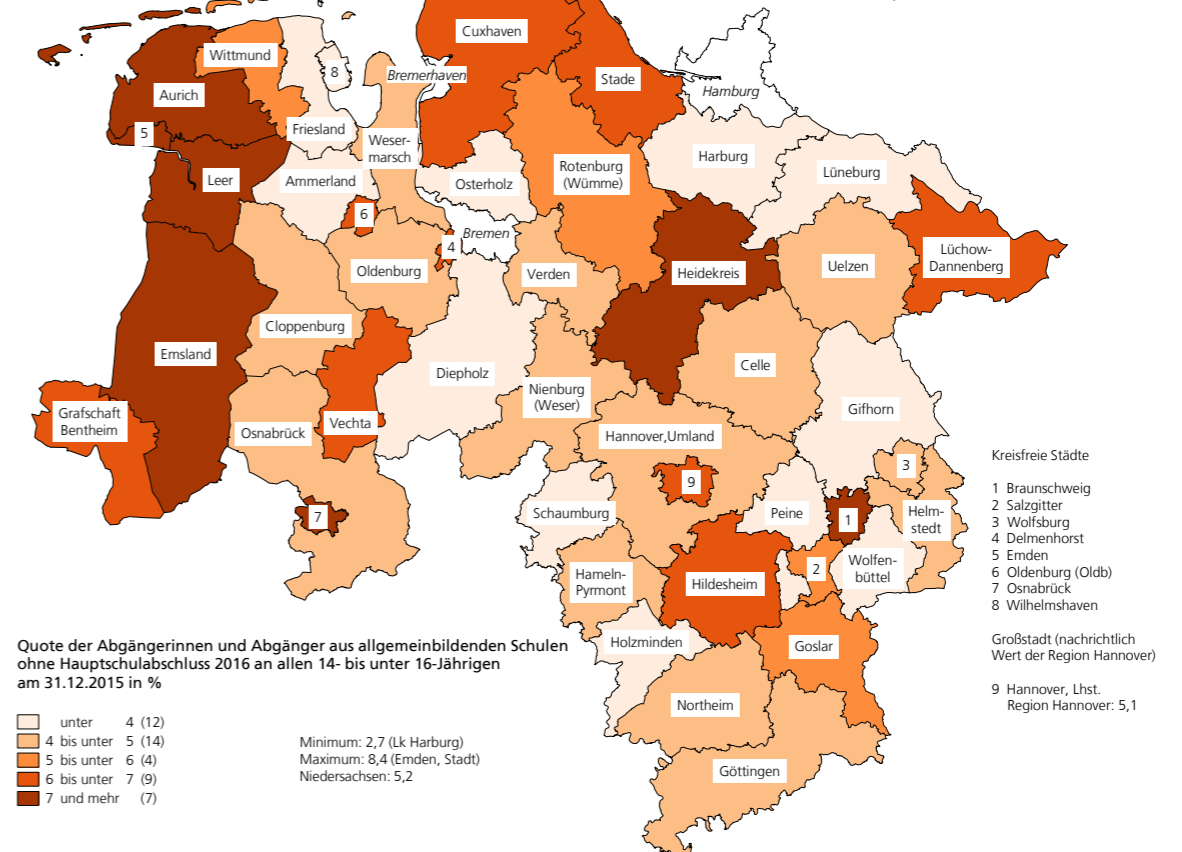 Cuxhaven
Wittmund
8
Bremerhaven
Stade
Aurich
Hamburg
5
Friesland
Weser-
marsch
Harburg
Rotenburg
(Wümme)
Lüneburg
Leer
Ammerland
Osterholz
6
Bremen
4
Oldenburg
Verden
Heidekreis
Uelzen
Lüchow-
Dannenberg
Cloppenburg
Emsland
Diepholz
Celle
Nienburg
(Weser)
Gifhorn
Grafschaft
Bentheim
Osnabrück
Vechta
Hannover,Umland
3
9
7
Schaumburg
Peine
1
Helm-
stedt
2
Wolfen-
büttel
Hameln-
Pyrmont
Hildesheim
Holzminden
Goslar
Northeim
Göttingen
Kreisfreie Städte
1 Braunschweig
2 Salzgitter
3 Wolfsburg
4 Delmenhorst
5 Emden
6 Oldenburg (Oldb)
7 Osnabrück
8 Wilhelmshaven
Großstadt (nachrichtlich
Wert der Region Hannover)
9 Hannover, Lhst.
Region Hannover: 5,1
Quote der Abgängerinnen und Abgänger aus allgemeinbildenden Schulen
ohne Hauptschulabschluss 2016 an allen 14- bis unter 16-Jährigen
am 31.12.2015 in %
unter 4 (12)
4 bis unter 5 (14)
5 bis unter 6 (4)
6 bis unter 7 (9)
7 und mehr (7)
Minimum: 2,7 (Lk Harburg)
Maximum: 8,4 (Emden, Stadt)
Niedersachsen: 5,2